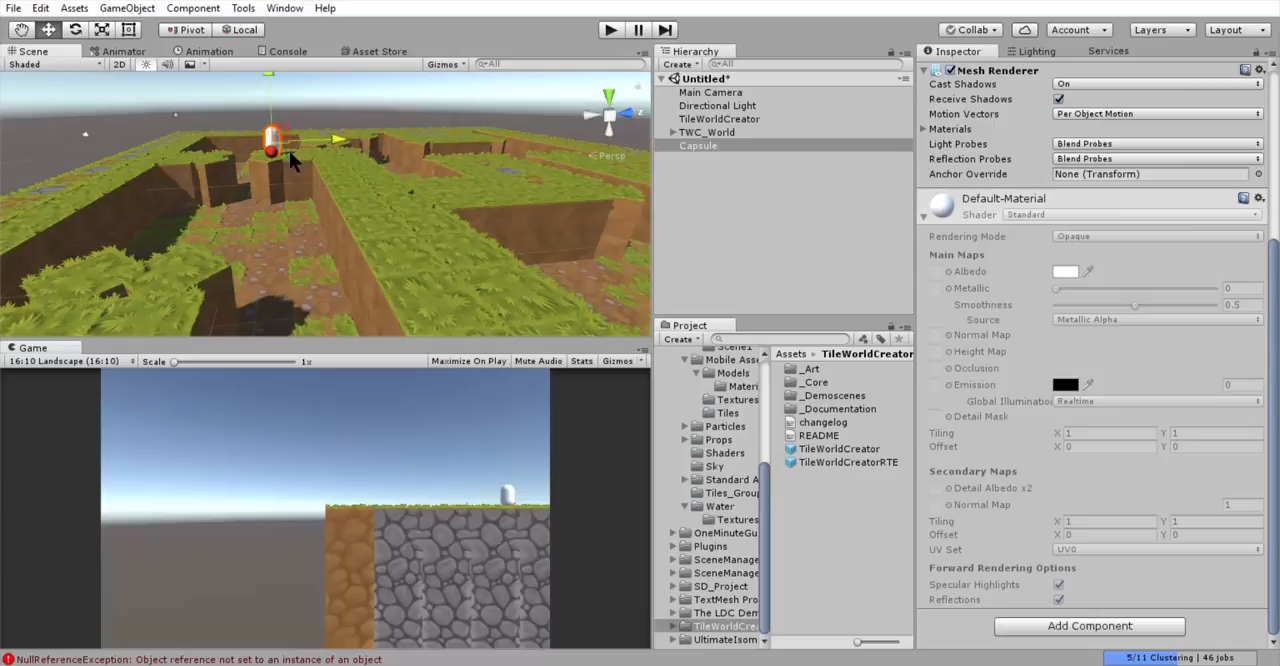 File Edit Assets GameObject Component Tools Window Help
Pivot Local Collab Account Layers Layout
Scene Animator Animation Console Asset Store
Shaded 2D Gizmos All
Persp
z
Game
16:10 Landscape (16:10) Scale 1x Maximize On Play Mute Audio Stats Gizmos
Hierarchy
Create All
Untitled*
Main Camera
Directional Light
TileWorldCreator
TWC_World
Capsule
Project
Create
Scene1
Mobile Asse
Models
Materi
Textures
Tiles
Particles
Props
Shaders
Sky
Standard A
Tiles_Grou
Water
Textures
OneMinuteGu
Plugins
SceneManage
SceneManage
SD_Project
TextMesh Pro
The LDC Dem
TileWorldCrea
UltimateIsom
Assets TileWorldCreator
_Art
_Core
_Demoscenes
_Documentation
changelog
README
TileWorldCreator
TileWorldCreatorRTE
Inspector Lighting Services
Mesh Renderer
Cast Shadows On
Receive Shadows
Motion Vectors Per Object Motion
Materials
Light Probes Blend Probes
Reflection Probes Blend Probes
Anchor Override None (Transform)
Default-Material
Shader Standard
Rendering Mode Opaque
Main Maps
Albedo
Metallic 0
Smoothness 0.5
Source Metallic Alpha
Normal Map
Height Map
Occlusion
Emission 0
Global Illumination Realtime
Detail Mask
Tiling X 1 Y 1
Offset X 0 Y 0
Secondary Maps
Detail Albedo x2
Normal Map 1
Tiling X 1 Y 1
Offset X 0 Y 0
UV Set UV0
Forward Rendering Options
Specular Highlights
Reflections
Add Component
NullReferenceException: Object reference not set to an instance of an object
5/11 Clustering | 46 jobs